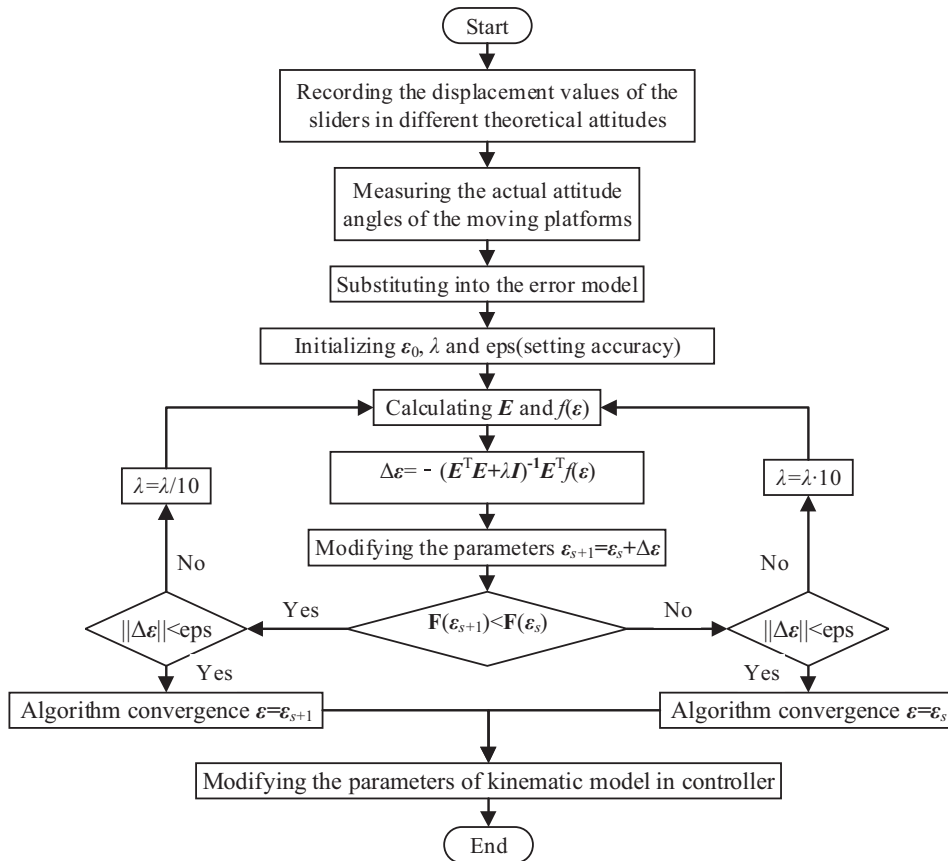 Start
Recording the displacement values of the
sliders in different theoretical attitudes
Measuring the actual attitude
angles of the moving platforms
Substituting into the error model
Initializing ε₀, λ and eps(setting accuracy)
Calculating E and f(ε)
λ=λ/10
Δε= - (EᵀE+λI)⁻¹Eᵀf(ε)
λ=λ·10
Modifying the parameters εₛ₊₁=εₛ+Δε
No
No
Yes
No
||Δε||<eps
F(εₛ₊₁)<F(εₛ)
||Δε||<eps
Yes
Yes
Algorithm convergence ε=εₛ₊₁
Algorithm convergence ε=εₛ
Modifying the parameters of kinematic model in controller
End